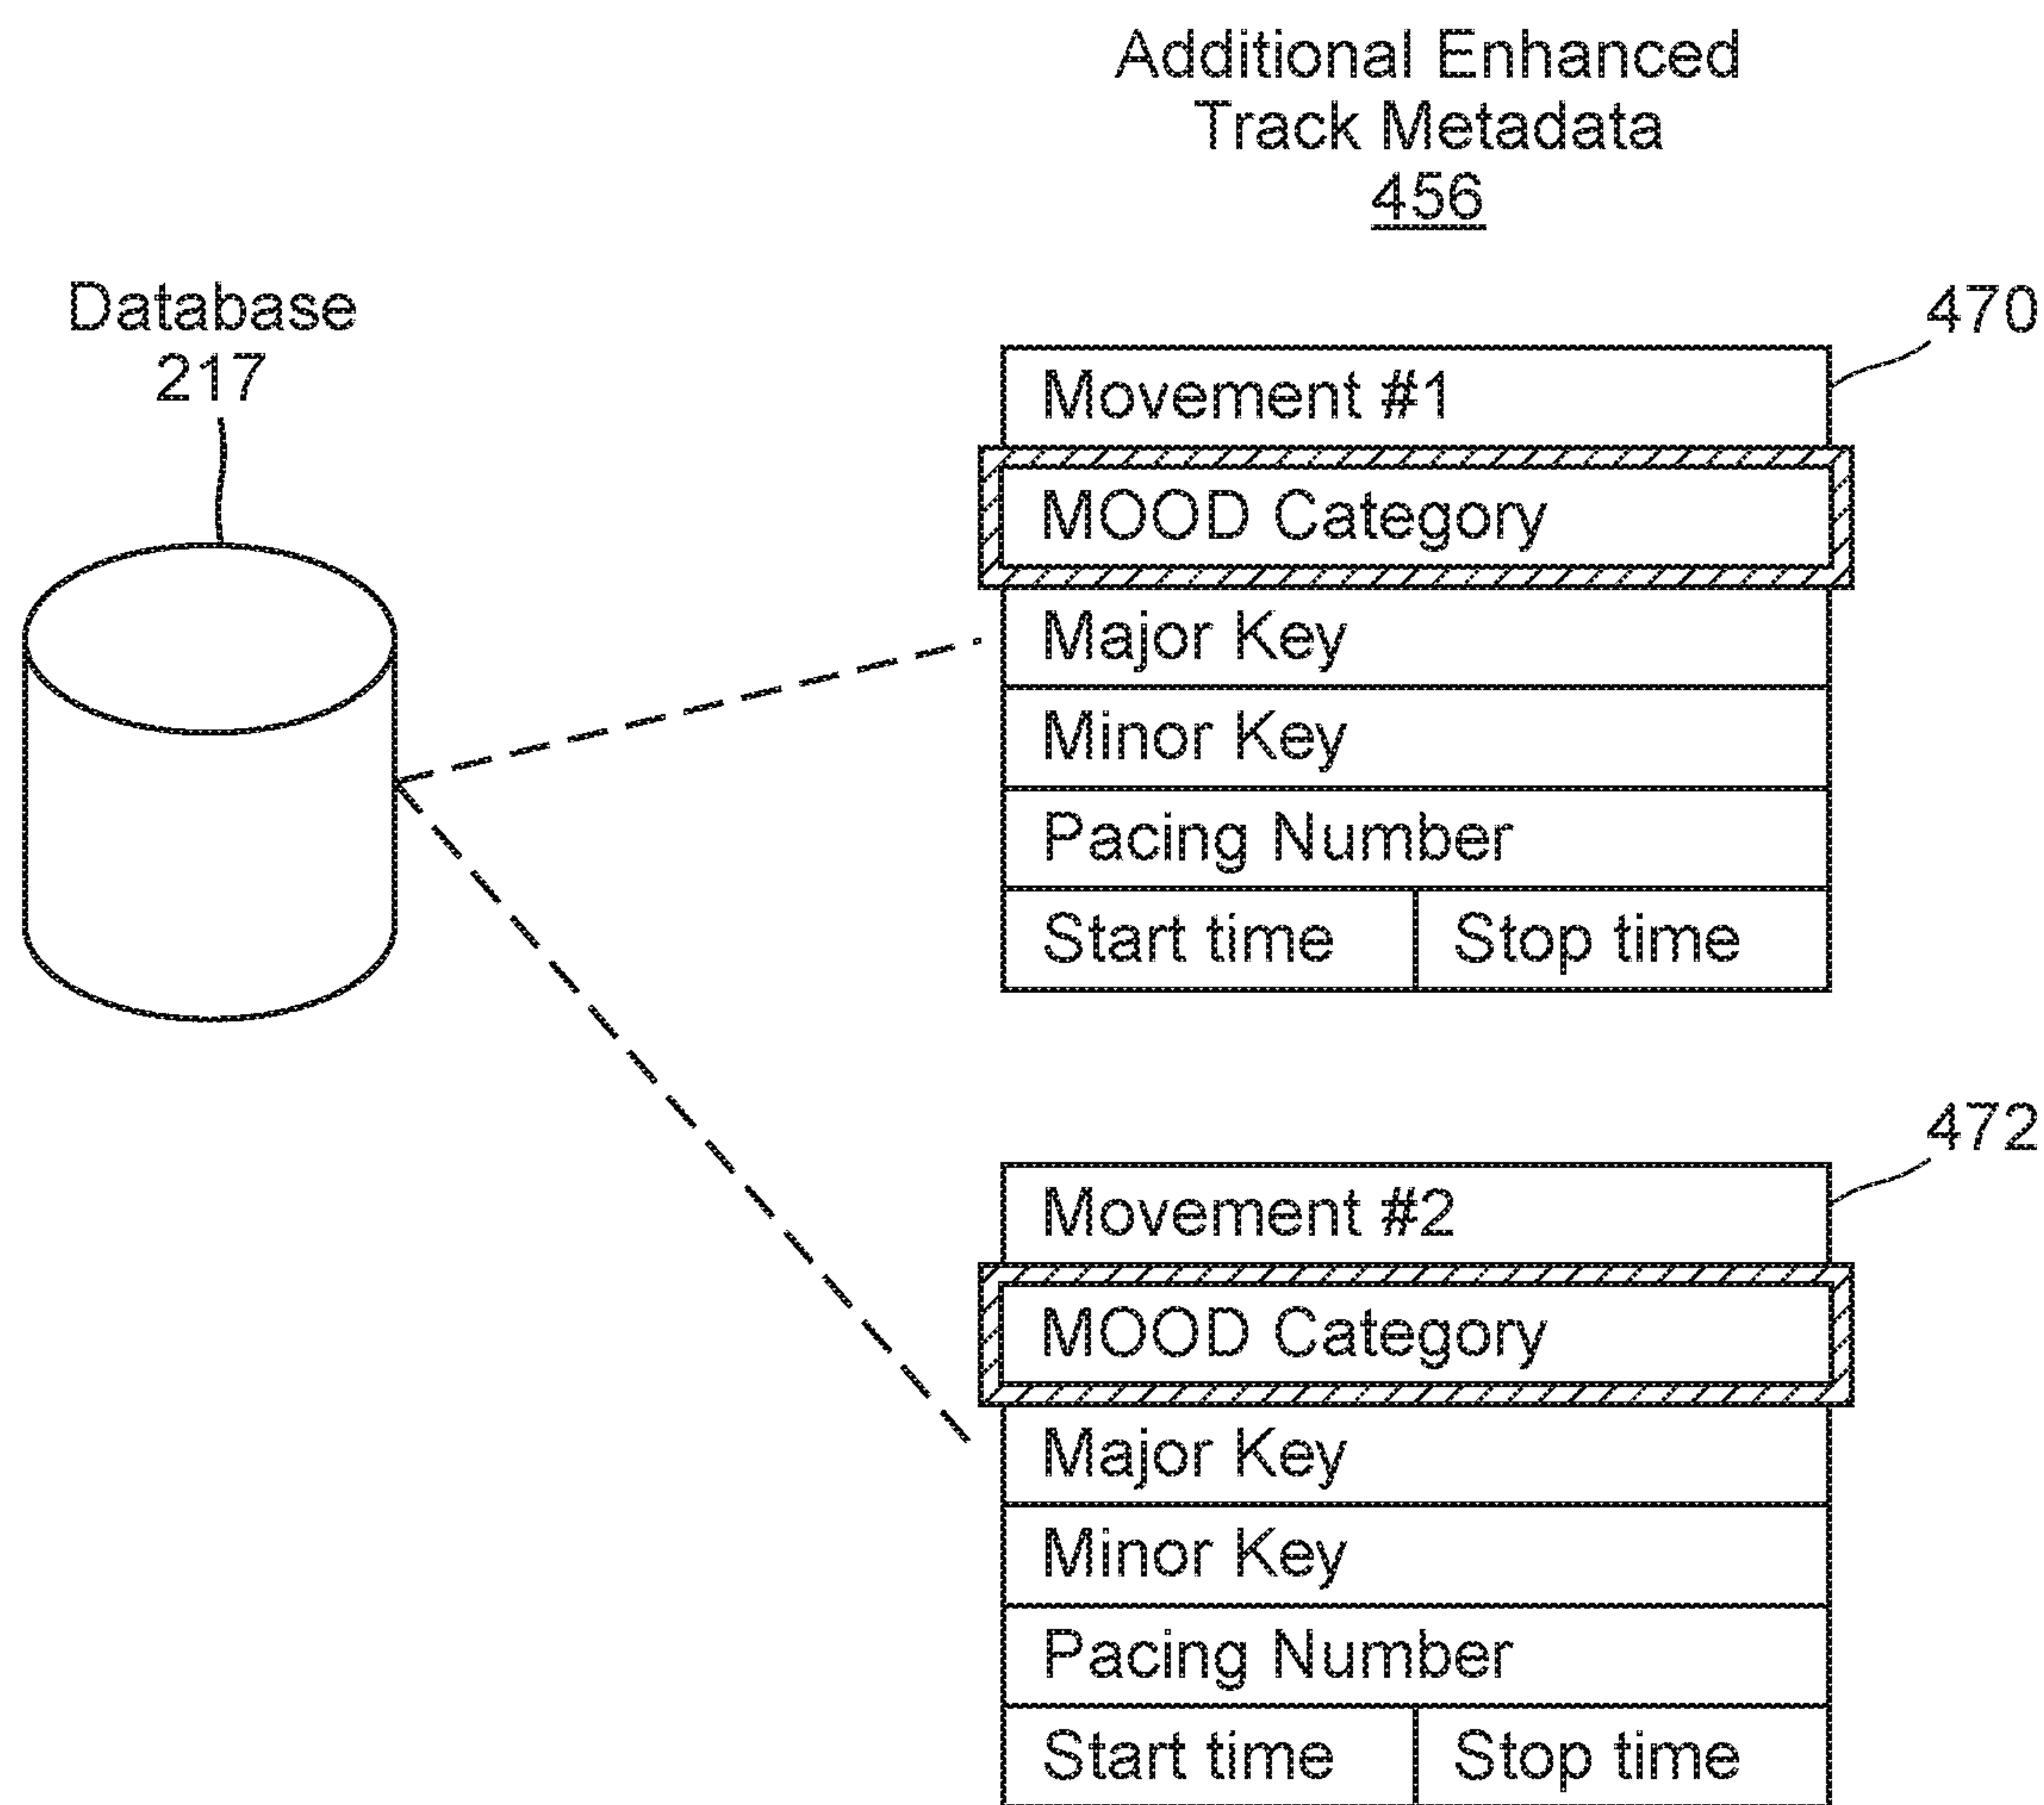 Additional Enhanced
Track Metadata
456
Database
217
470
Movement #1
MOOD Category
Major Key
Minor Key
Pacing Number
Start time Stop time
472
Movement #2
MOOD Category
Major Key
Minor Key
Pacing Number
Start time Stop time